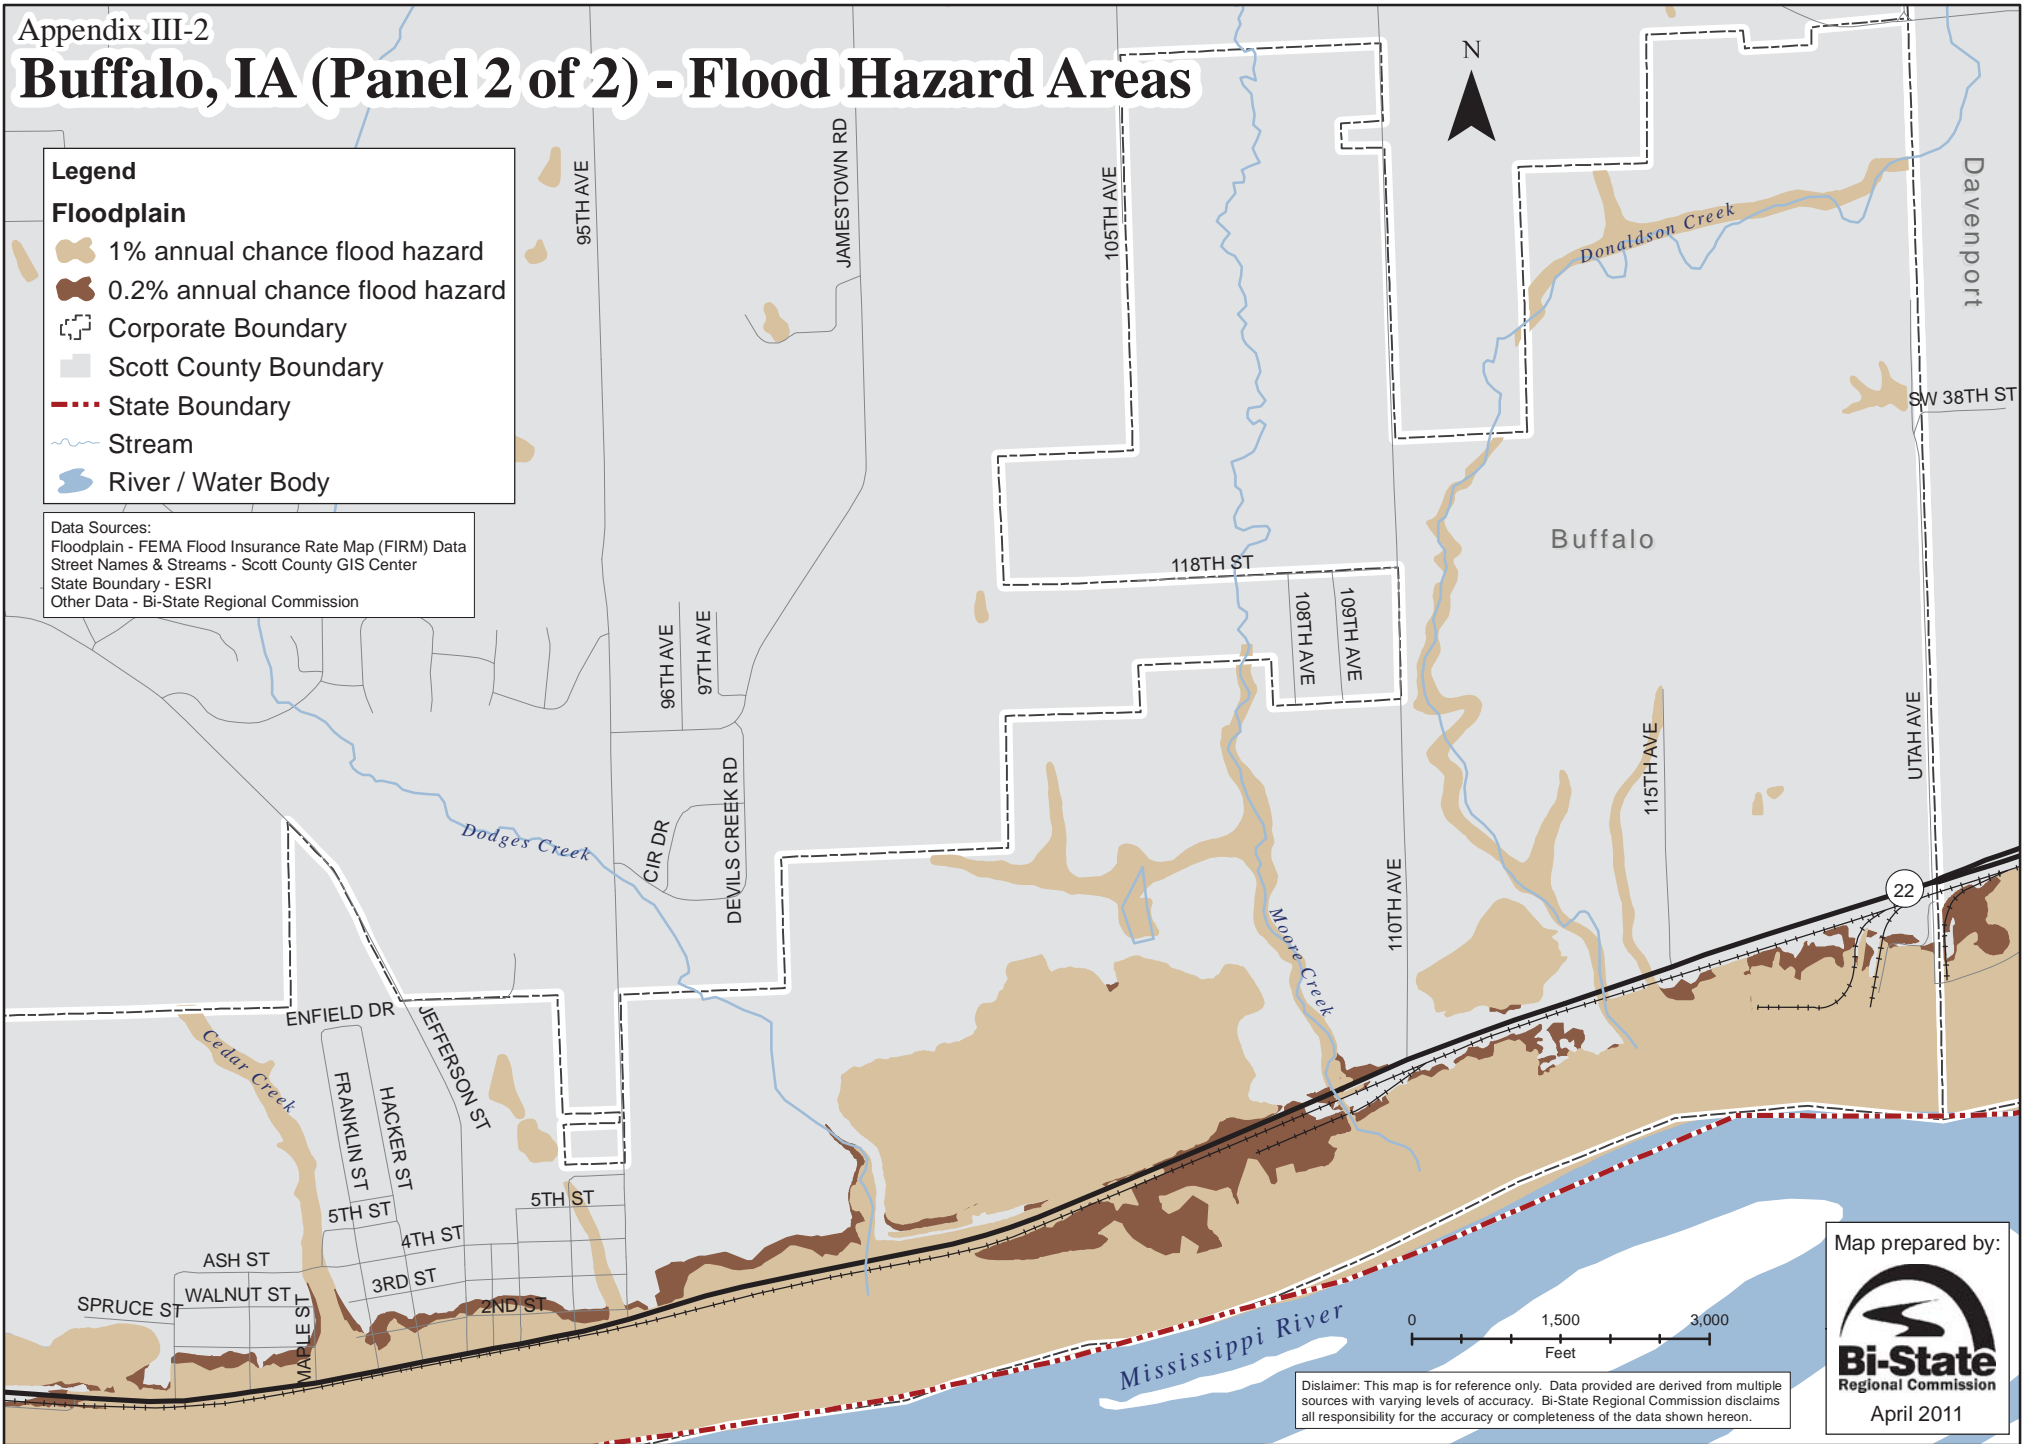 Appendix III-2
Buffalo, IA (Panel 2 of 2) - Flood Hazard Areas
N
Legend
Floodplain
1% annual chance flood hazard
0.2% annual chance flood hazard
Corporate Boundary
Scott County Boundary
State Boundary
Stream
River / Water Body
Data Sources:
Floodplain - FEMA Flood Insurance Rate Map (FIRM) Data
Street Names & Streams - Scott County GIS Center
State Boundary - ESRI
Other Data - Bi-State Regional Commission
95TH AVE
JAMESTOWN RD
105TH AVE
Donaldson Creek
Davenport
SW 38TH ST
Buffalo
118TH ST
108TH AVE
109TH AVE
96TH AVE
97TH AVE
UTAH AVE
115TH AVE
DEVILS CREEK RD
CIR DR
Dodges Creek
110TH AVE
22
Moore Creek
ENFIELD DR
JEFFERSON ST
Cedar Creek
FRANKLIN ST
HACKER ST
5TH ST
5TH ST
4TH ST
ASH ST
3RD ST
WALNUT ST
SPRUCE ST
MAPLE ST
2ND ST
Mississippi River
0 1,500 3,000
Feet
Dislaimer: This map is for reference only. Data provided are derived from multiple
sources with varying levels of accuracy. Bi-State Regional Commission disclaims
all responsibility for the accuracy or completeness of the data shown hereon.
Map prepared by:
Bi-State
Regional Commission
April 2011